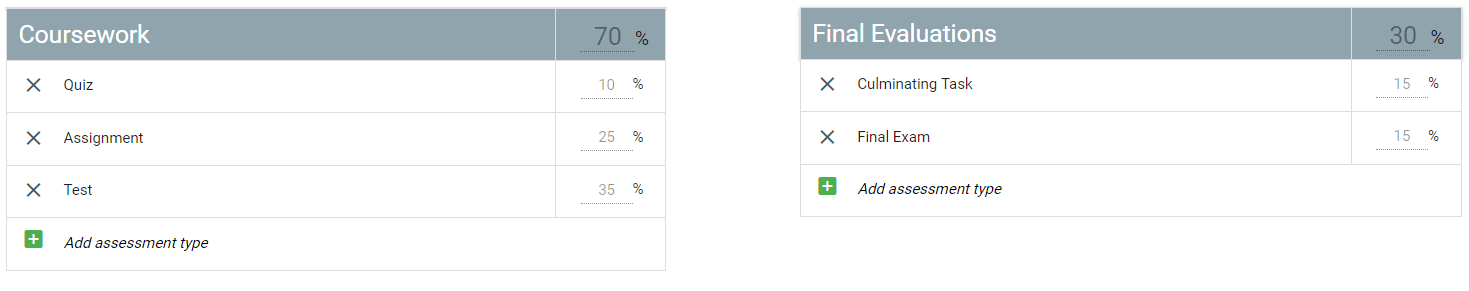 Coursework 70 %
Quiz 10 %
Assignment 25 %
Test 35 %
Add assessment type
Final Evaluations 30 %
Culminating Task 15 %
Final Exam 15 %
Add assessment type